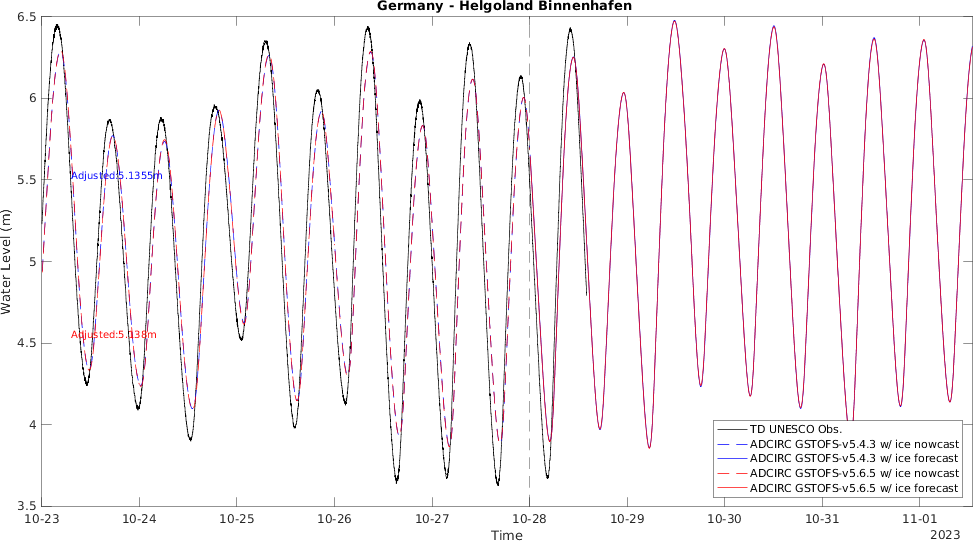 Germany - Helgoland Binnenhafen
Water Level (m)
6.5
6
5.5
5
4.5
4
3.5
Adjusted:5.1355m
Adjusted:5.138m
TD UNESCO Obs.
ADCIRC GSTOFS-v5.4.3 w/ ice nowcast
ADCIRC GSTOFS-v5.4.3 w/ ice forecast
ADCIRC GSTOFS-v5.6.5 w/ ice nowcast
ADCIRC GSTOFS-v5.6.5 w/ ice forecast
10-23 10-24 10-25 10-26 10-27 10-28 10-29 10-30 10-31 11-01
Time
2023